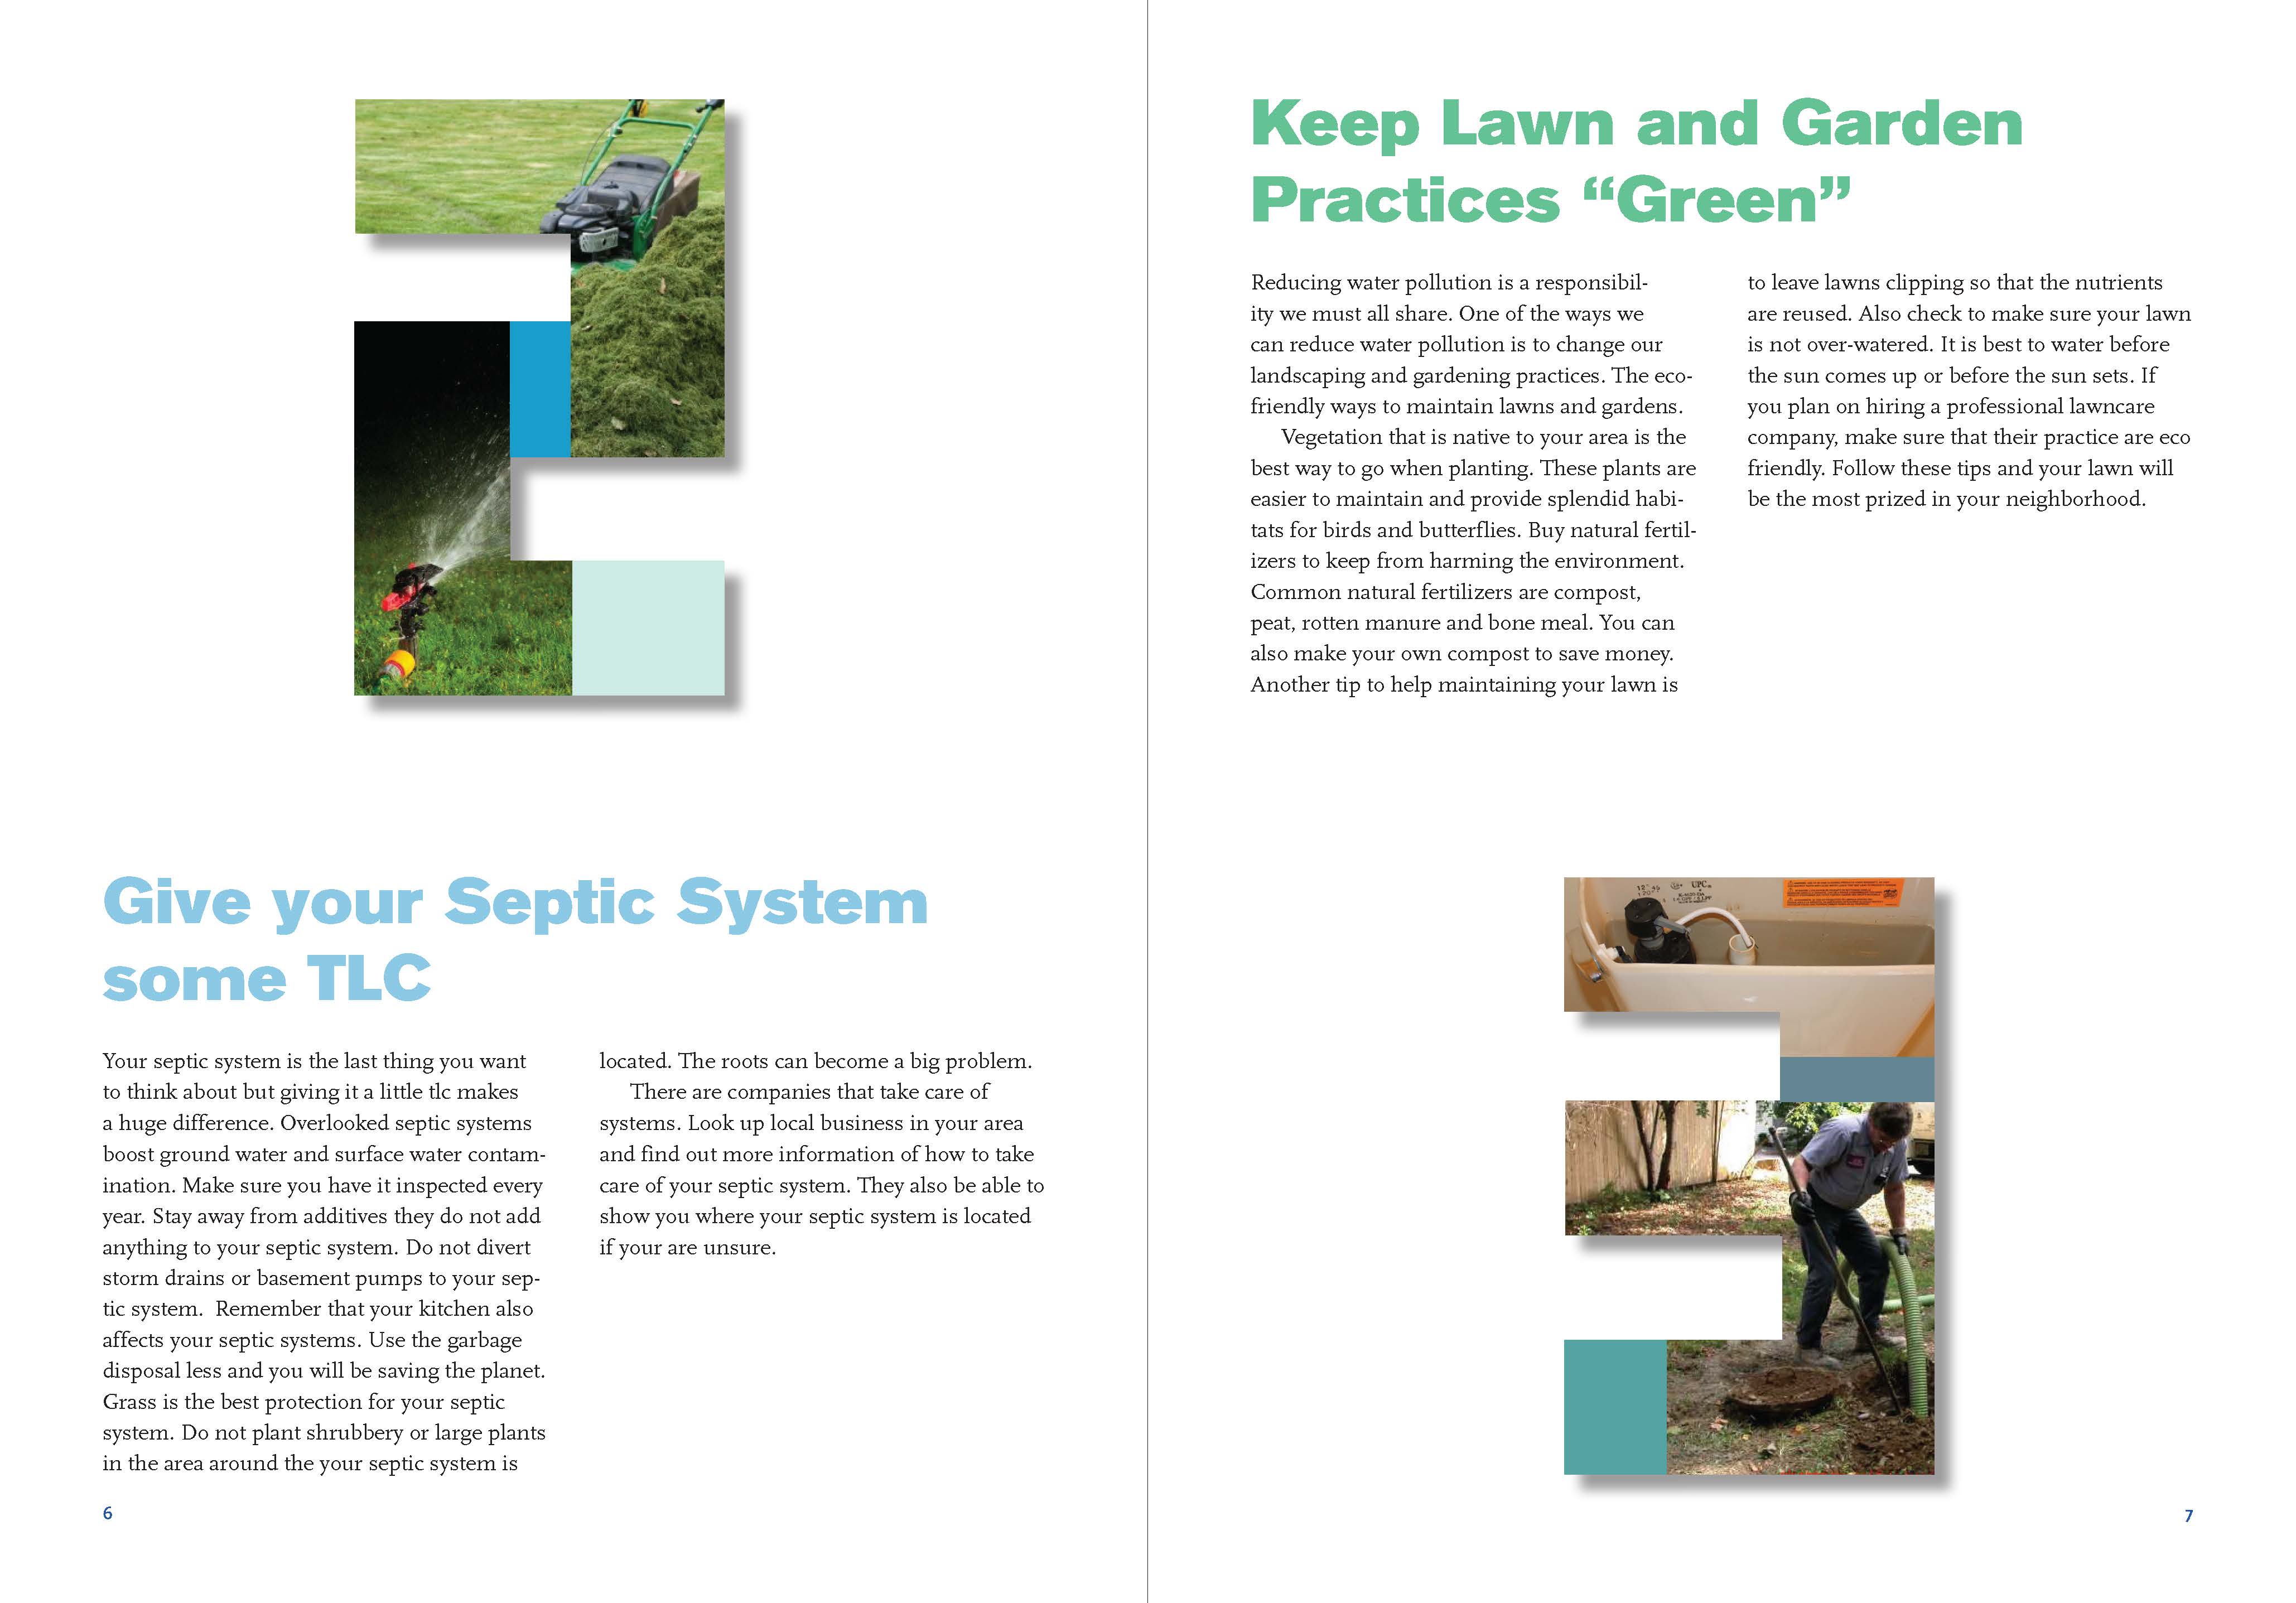 Keep Lawn and Garden
Practices “Green”
Reducing water pollution is a responsibil-
ity we must all share. One of the ways we
can reduce water pollution is to change our
landscaping and gardening practices. The eco-
friendly ways to maintain lawns and gardens.
Vegetation that is native to your area is the
best way to go when planting. These plants are
easier to maintain and provide splendid habi-
tats for birds and butterflies. Buy natural fertil-
izers to keep from harming the environment.
Common natural fertilizers are compost,
peat, rotten manure and bone meal. You can
also make your own compost to save money.
Another tip to help maintaining your lawn is
to leave lawns clipping so that the nutrients
are reused. Also check to make sure your lawn
is not over-watered. It is best to water before
the sun comes up or before the sun sets. If
you plan on hiring a professional lawncare
company, make sure that their practice are eco
friendly. Follow these tips and your lawn will
be the most prized in your neighborhood.
Give your Septic System
some TLC
Your septic system is the last thing you want
to think about but giving it a little tlc makes
a huge difference. Overlooked septic systems
boost ground water and surface water contam-
ination. Make sure you have it inspected every
year. Stay away from additives they do not add
anything to your septic system. Do not divert
storm drains or basement pumps to your sep-
tic system.  Remember that your kitchen also
affects your septic systems. Use the garbage
disposal less and you will be saving the planet.
Grass is the best protection for your septic
system. Do not plant shrubbery or large plants
in the area around the your septic system is
located. The roots can become a big problem.
There are companies that take care of
systems. Look up local business in your area
and find out more information of how to take
care of your septic system. They also be able to
show you where your septic system is located
if your are unsure.
UPC
6
7